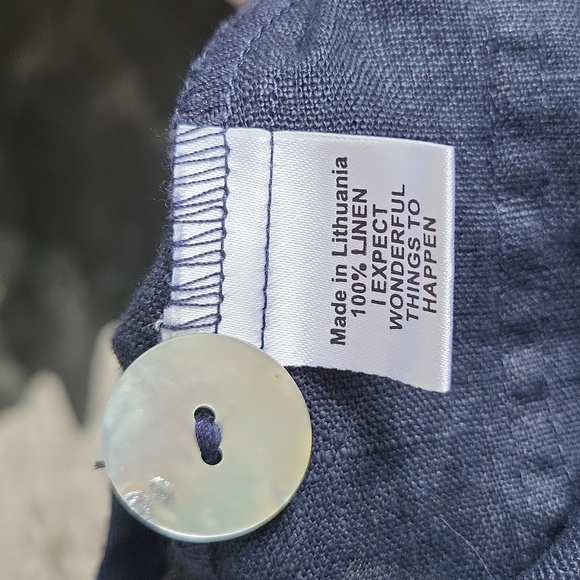 Made in Lithuania
100% LINEN
I EXPECT
WONDERFUL
THINGS TO
HAPPEN